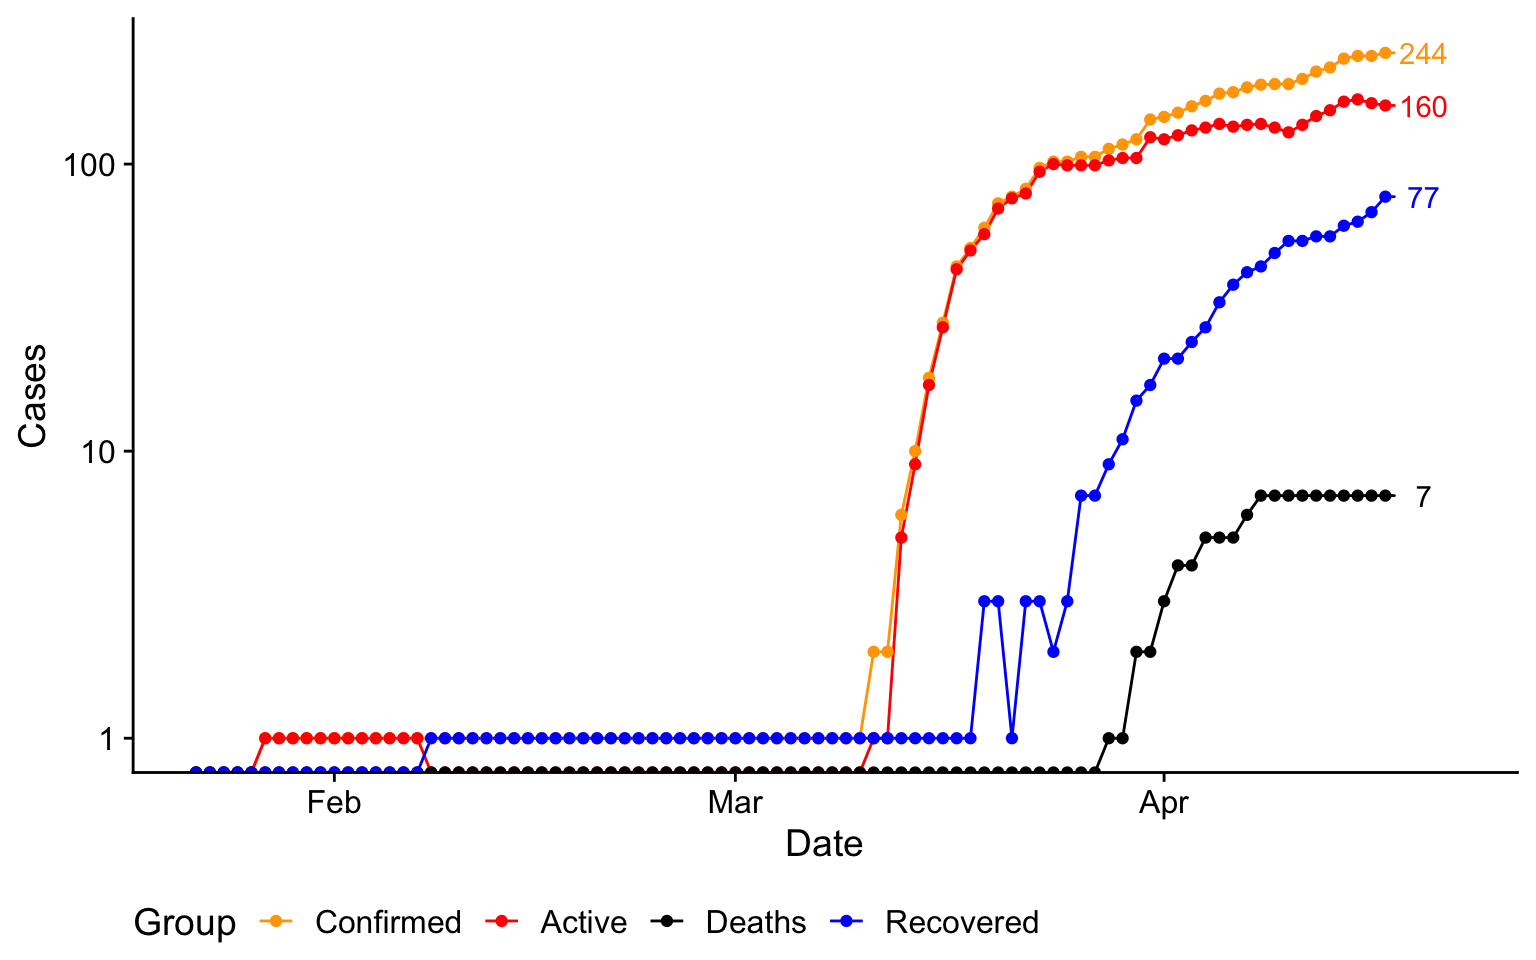 244
160
100
77
Cases
10
7
1
Feb Mar Apr
Date
Group Confirmed Active Deaths Recovered